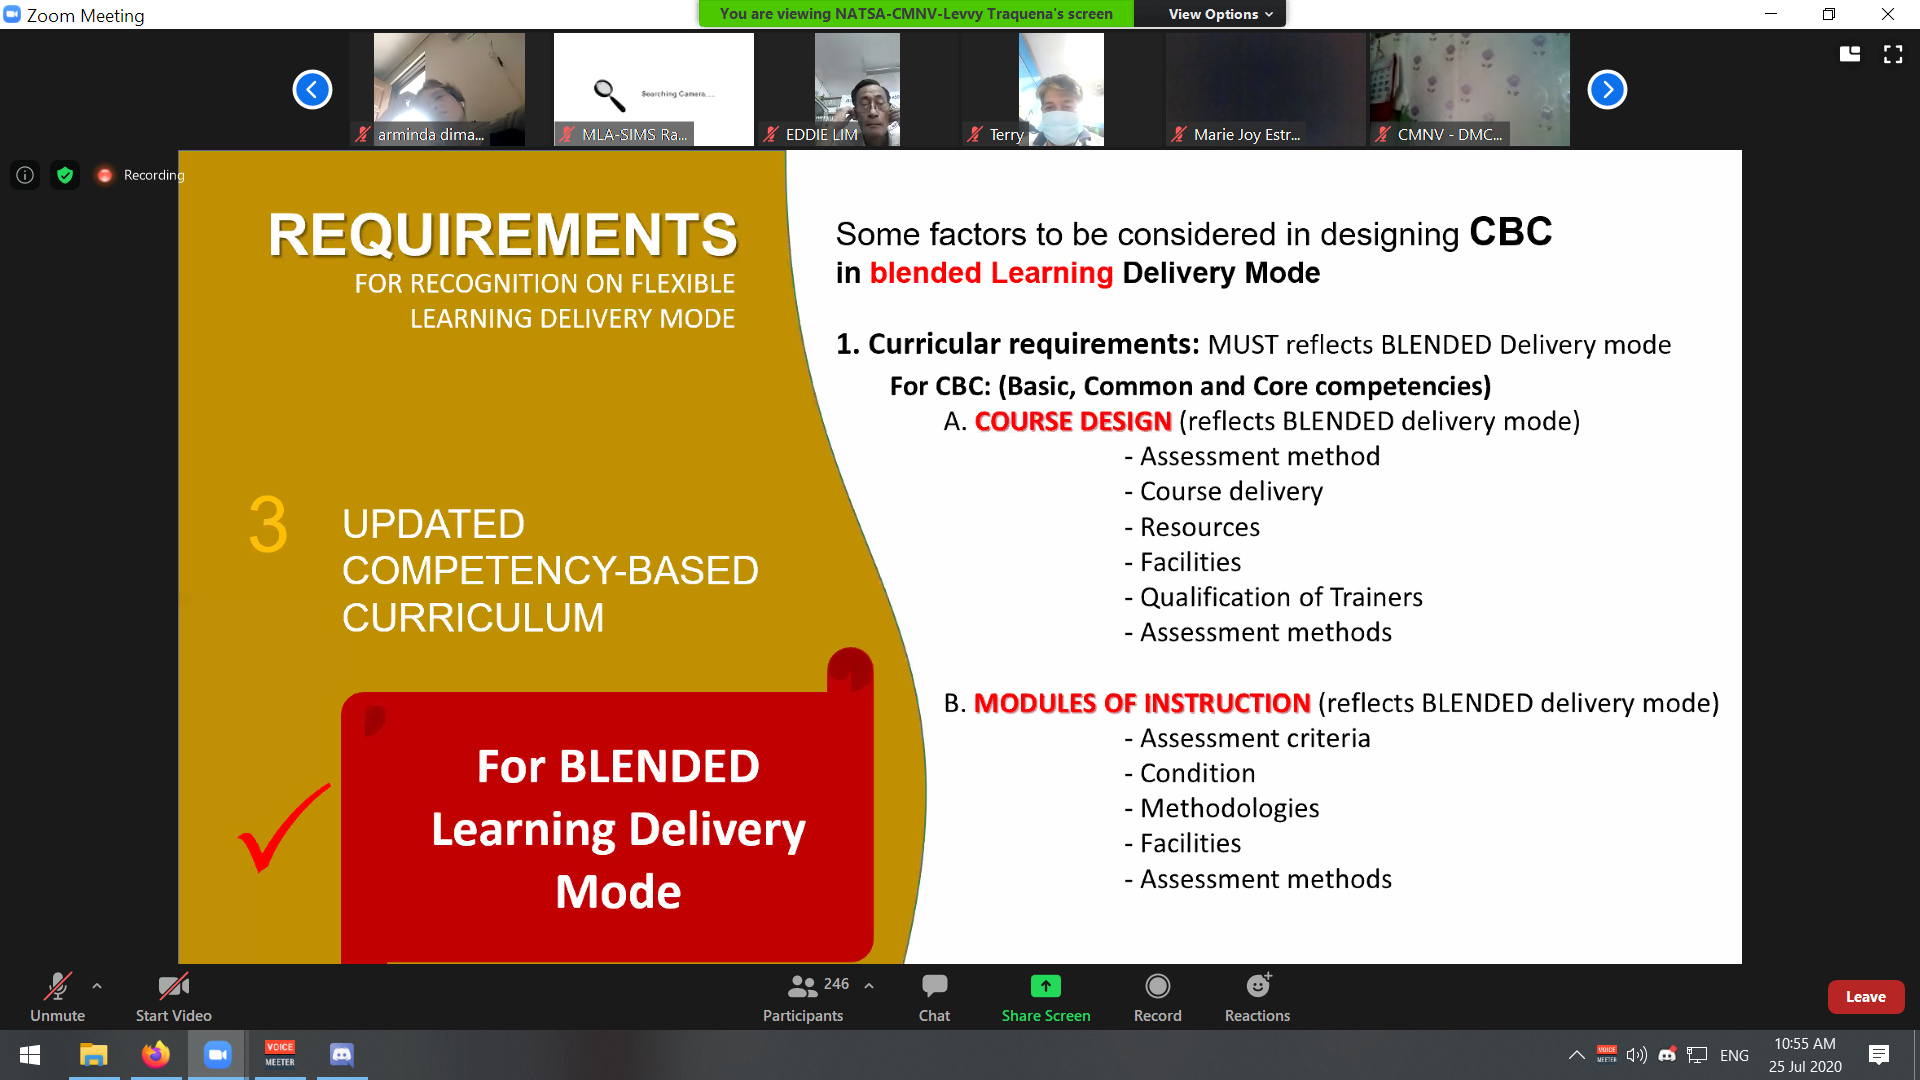 Zoom Meeting
You are viewing NATSA-CMNV-Levvy Traquena's screen
View Options
Searching Camera....
arminda dima...
MLA-SIMS Ra...
EDDIE LIM
Terry
Marie Joy Estr...
CMNV - DMC...
Recording
REQUIREMENTS
FOR RECOGNITION ON FLEXIBLE
LEARNING DELIVERY MODE
3
UPDATED
COMPETENCY-BASED
CURRICULUM
For BLENDED
Learning Delivery
Mode
Some factors to be considered in designing CBC
in blended Learning Delivery Mode
1. Curricular requirements: MUST reflects BLENDED Delivery mode
For CBC: (Basic, Common and Core competencies)
A. COURSE DESIGN (reflects BLENDED delivery mode)
- Assessment method
- Course delivery
- Resources
- Facilities
- Qualification of Trainers
- Assessment methods
B. MODULES OF INSTRUCTION (reflects BLENDED delivery mode)
- Assessment criteria
- Condition
- Methodologies
- Facilities
- Assessment methods
Unmute
Start Video
246
Participants
Chat
Share Screen
Record
Reactions
Leave
VOICE
MEETER
VOICE
MEETER
ENG
10:55 AM
25 Jul 2020